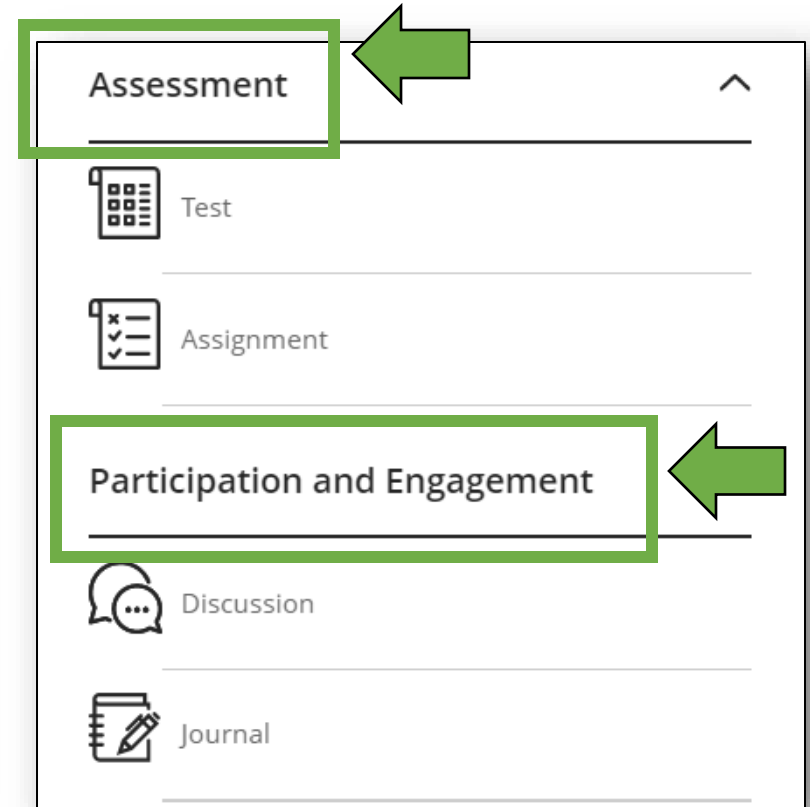 Assessment
Test
Assignment
Participation and Engagement
Discussion
Journal